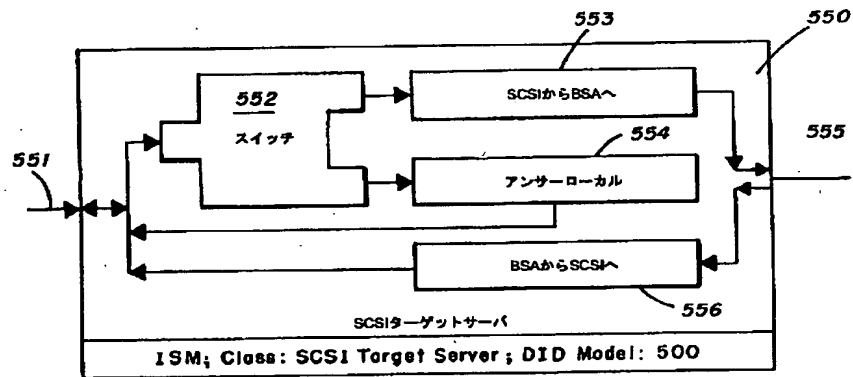 553
550
SCSIからBSAへ
552
スイッチ
554
555
551
アンサーローカル
BSAからSCSIへ
556
SCSIターゲットサーバ
ISM; Class: SCSI Target Server; DID Model: 500